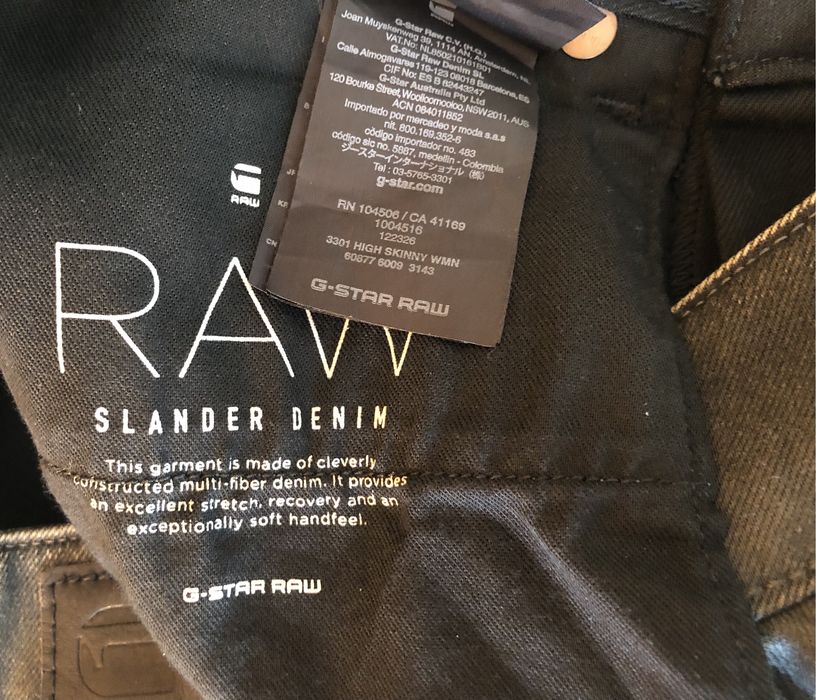 G-Star Raw C.V. (H.Q.)
Joan Muyskenweg 39, 1114 AN, Amsterdam, NL
VAT.No: NL850210161B01
G-Star Raw Denim SL
Calle Almogavares 119-123 08018 Barcelona, ES
CIF No: ES B 62443247
G-Star Australia Pty Ltd
120 Bourke Street, Woolloomooloo, NSW2011, AUS
ACN 084011852
Importado por mercadeo y moda s.a.s
nit. 800.169.352-6
código importador no. 483
código sic no. 5887, medellin - Colombia
ジースターインターナショナル (株)
Tel : 03-5765-3301
g-star.com
RN 104506 / CA 41169
1004516
122326
3301 HIGH SKINNY WMN
60877 6009 3143
G-STAR RAW
RAW
RAW
SLANDER DENIM
This garment is made of cleverly
constructed multi-fiber denim. It provides
an excellent stretch, recovery and an
exceptionally soft handfeel.
G-STAR RAW